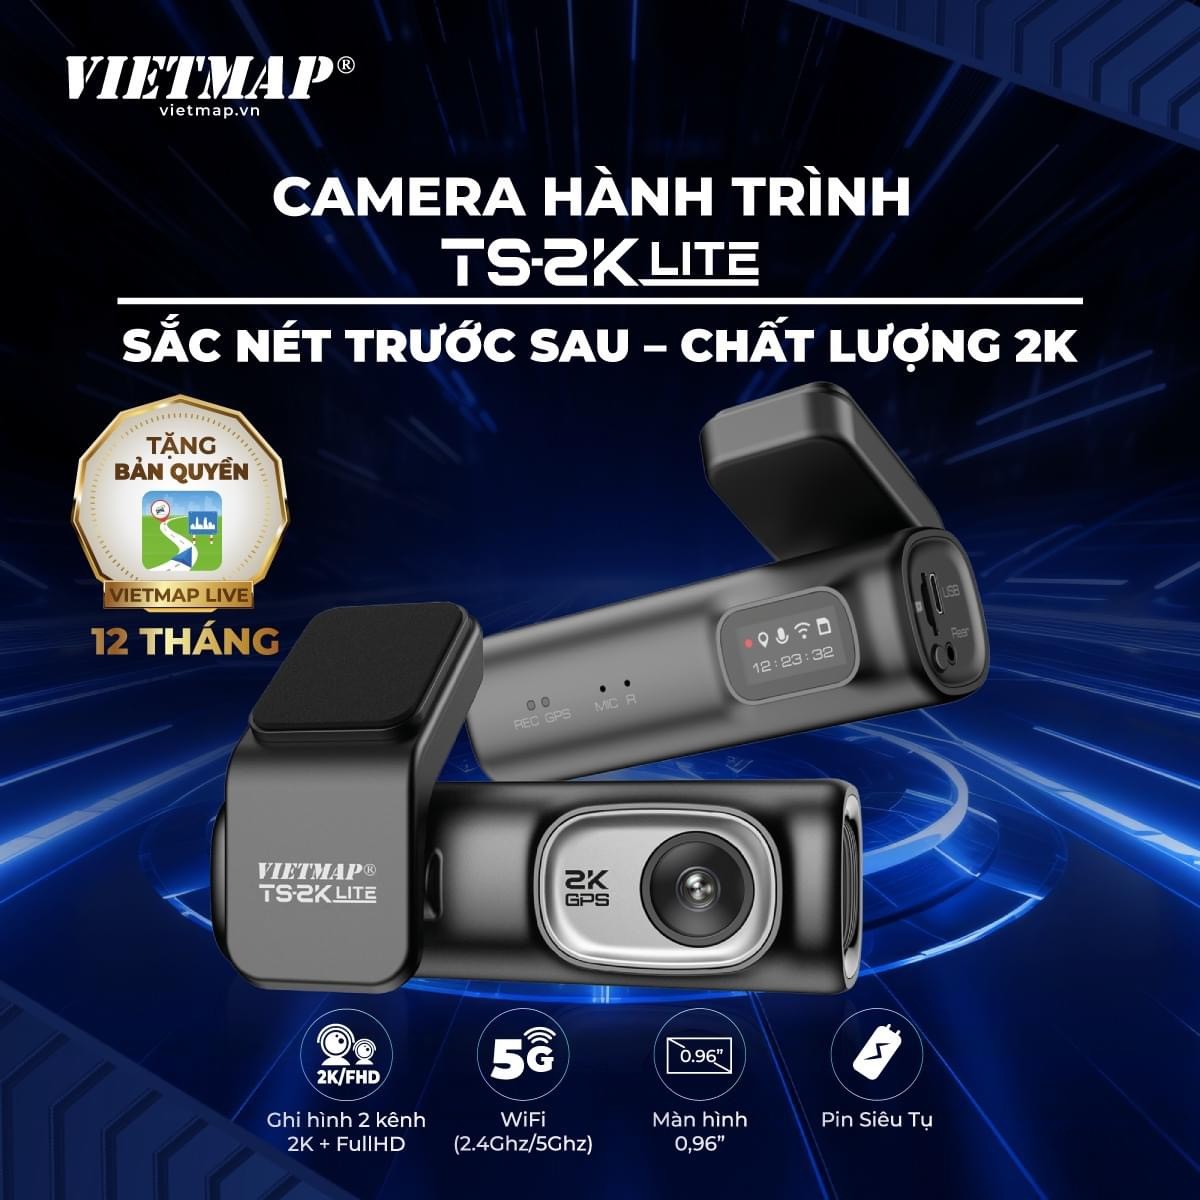 VIETMAP®
vietmap.vn
CAMERA HÀNH TRÌNH
TS-2K LITE
SẮC NÉT TRƯỚC SAU – CHẤT LƯỢNG 2K
TẶNG
BẢN QUYỀN
VIETMAP LIVE
12 THÁNG
USB
Rear
12:23:32
REC GPS MIC R
VIETMAP®
TS-2K LITE
2K
GPS
2K/FHD
Ghi hình 2 kênh
2K + FullHD
5G
WiFi
(2.4Ghz/5Ghz)
0.96”
Màn hình
0,96”
Pin Siêu Tụ